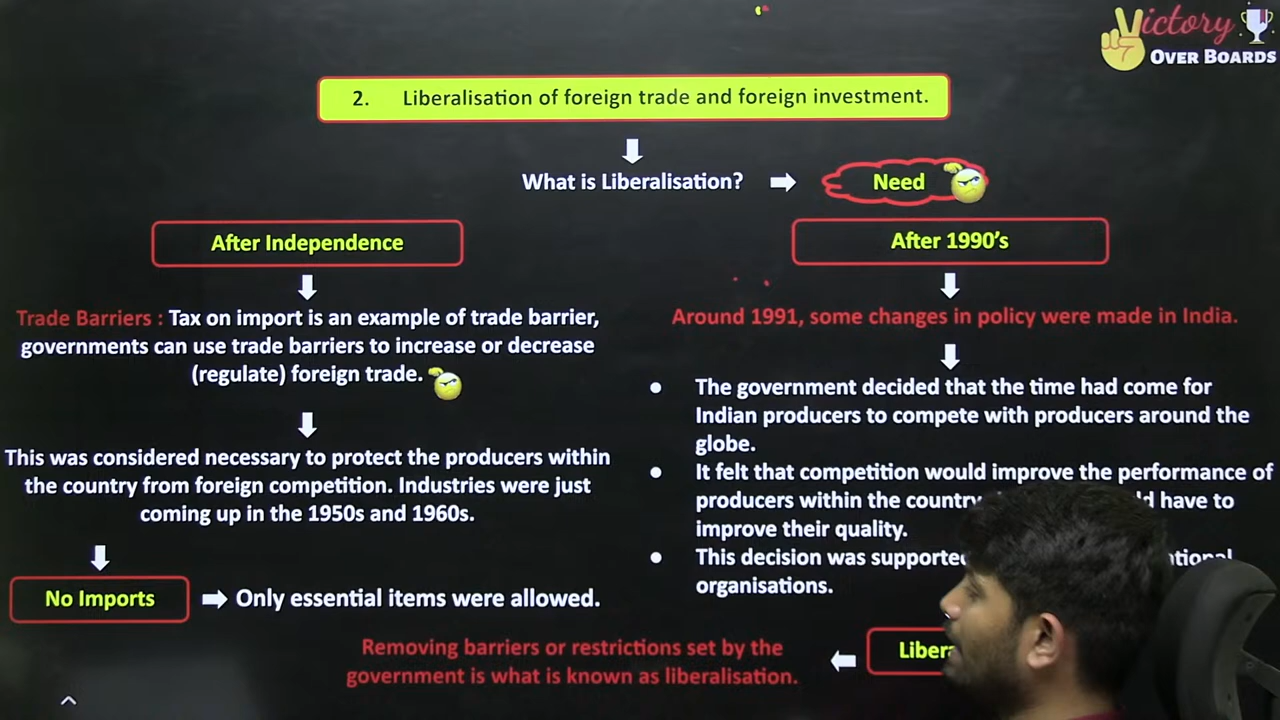 Victory
OVER BOARDS
2. Liberalisation of foreign trade and foreign investment.
What is Liberalisation?
Need
After Independence
Trade Barriers : Tax on import is an example of trade barrier,
governments can use trade barriers to increase or decrease
(regulate) foreign trade.
This was considered necessary to protect the producers within
the country from foreign competition. Industries were just
coming up in the 1950s and 1960s.
No Imports
Only essential items were allowed.
After 1990's
Around 1991, some changes in policy were made in India.
• The government decided that the time had come for
Indian producers to compete with producers around the
globe.
• It felt that competition would improve the performance of
producers within the country have to
improve their quality.
• This decision was supported
organisations.
Removing barriers or restrictions set by the
government is what is known as liberalisation.